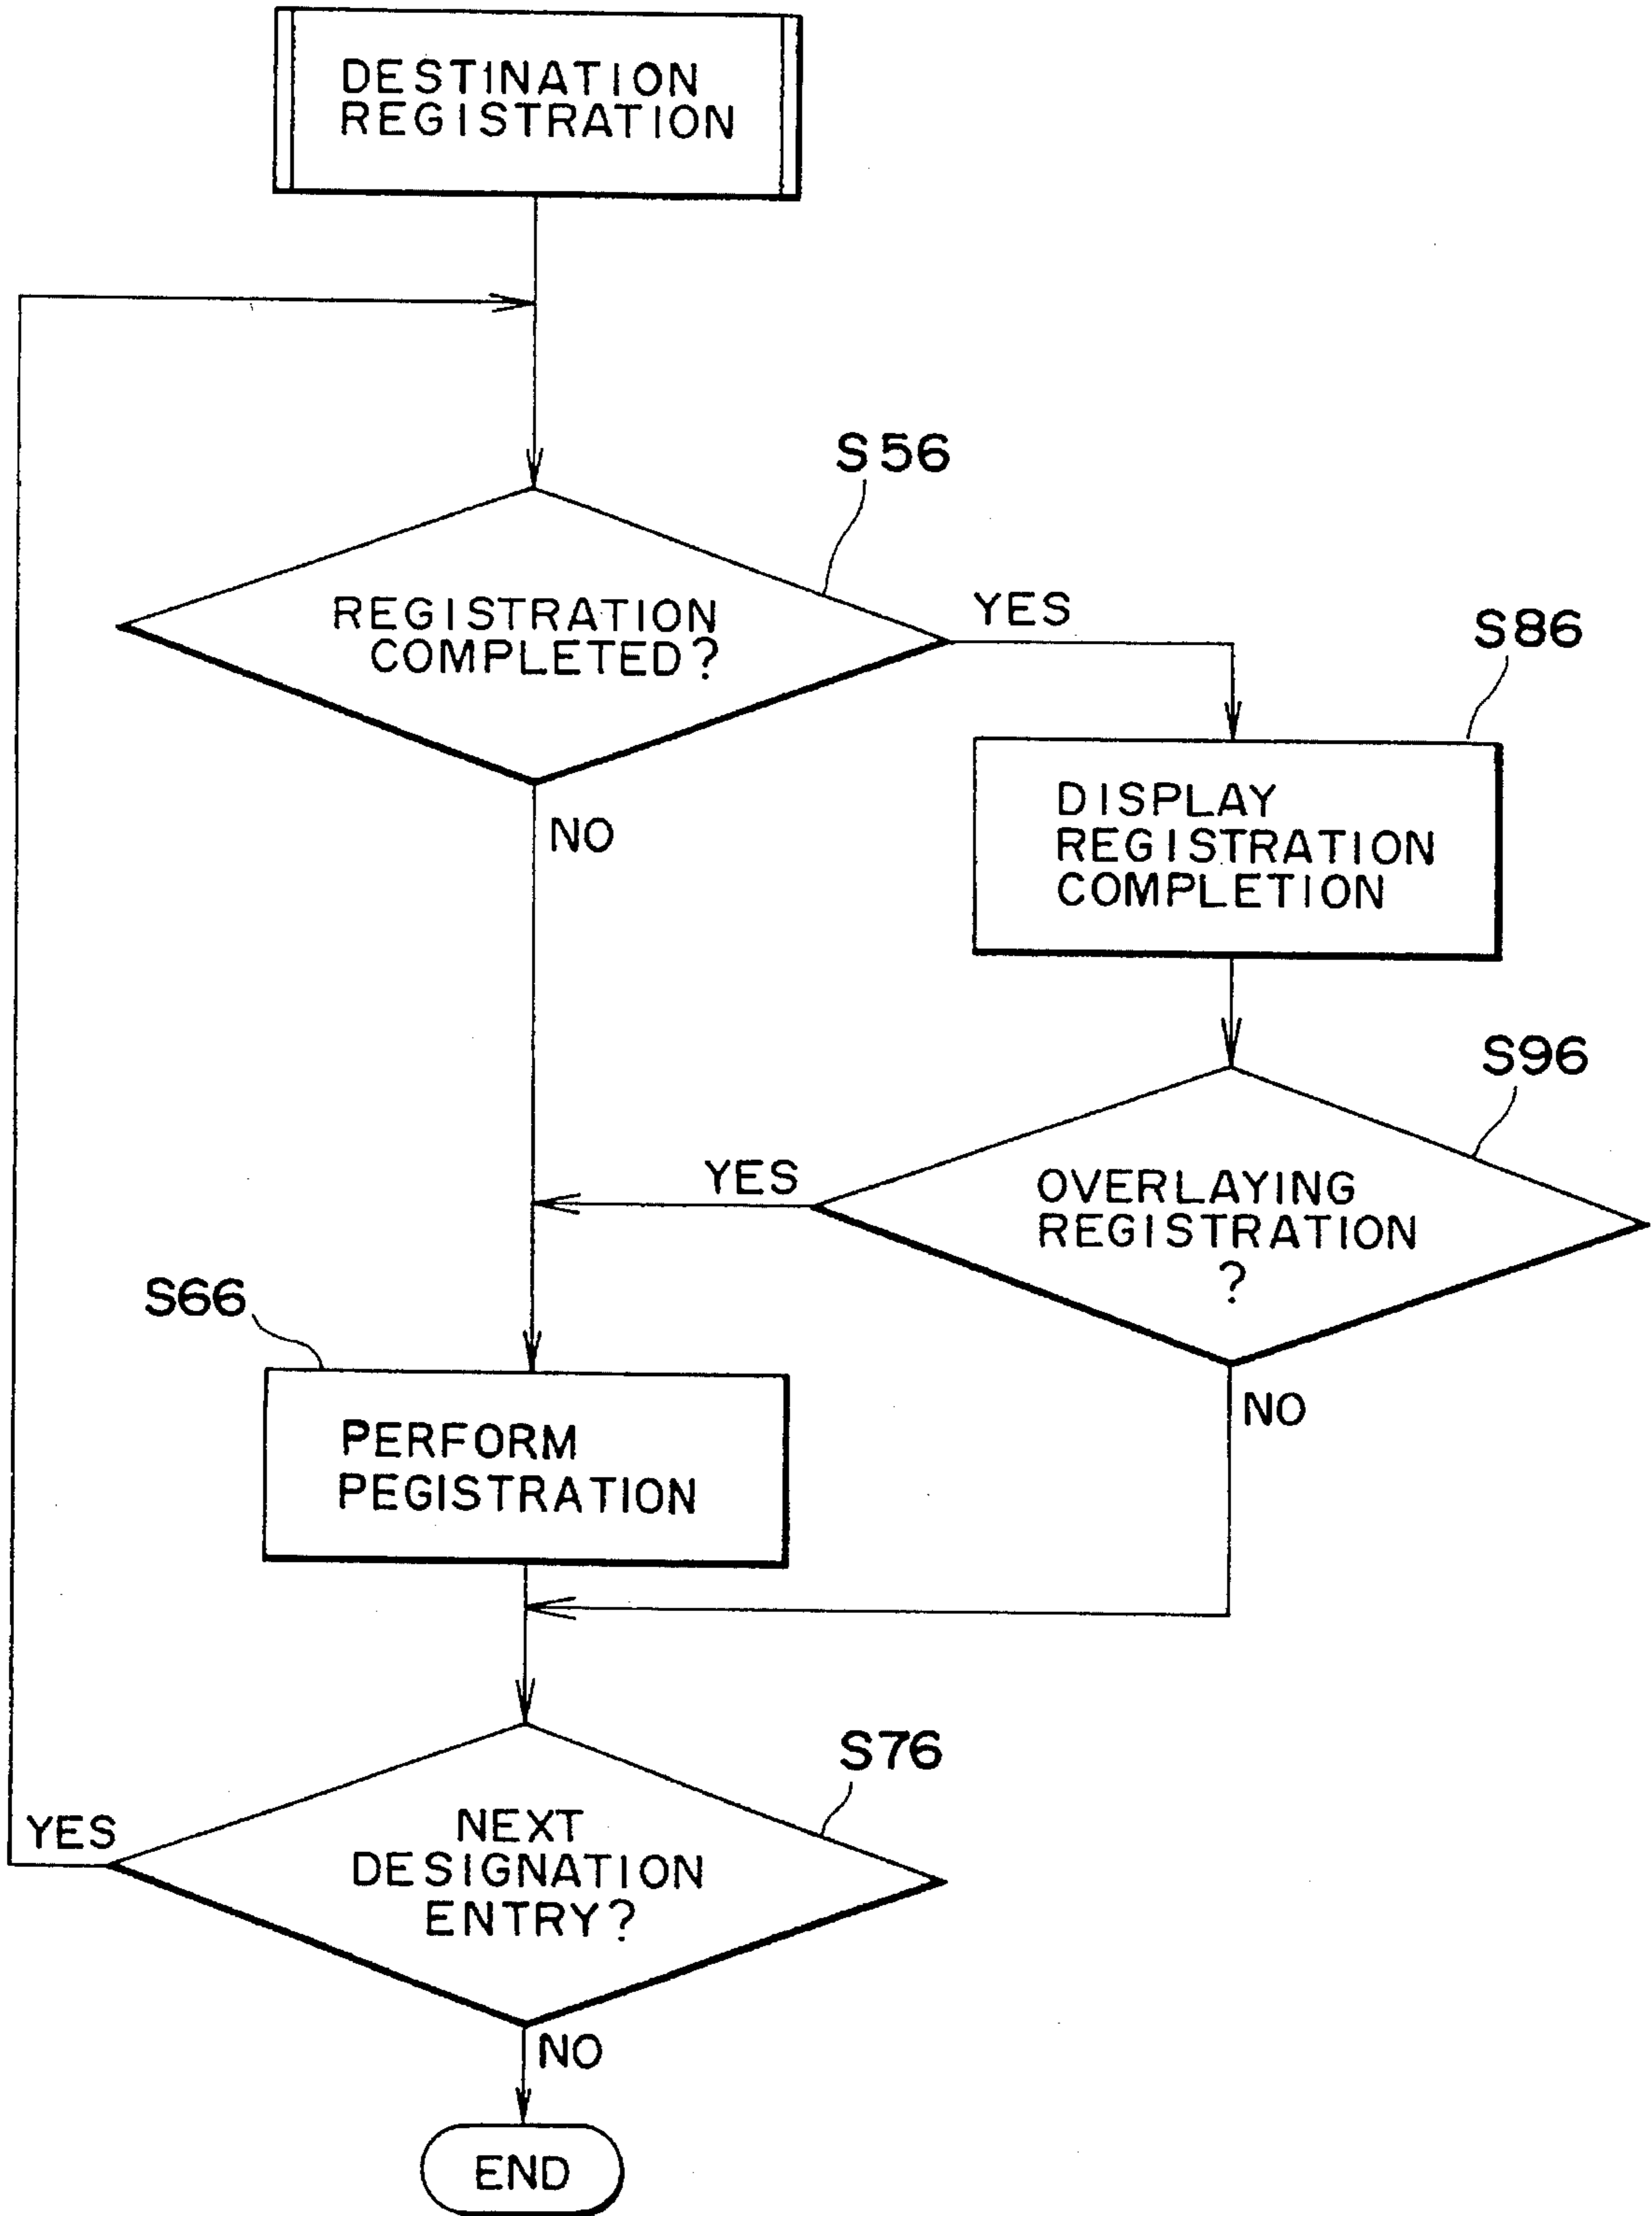 DESTINATION
REGISTRATION
S56
REGISTRATION
COMPLETED?
YES
S86
NO
DISPLAY
REGISTRATION
COMPLETION
S96
YES
OVERLAYING
REGISTRATION
?
S66
NO
PERFORM
PEGISTRATION
S76
YES
NEXT
DESIGNATION
ENTRY?
NO
END